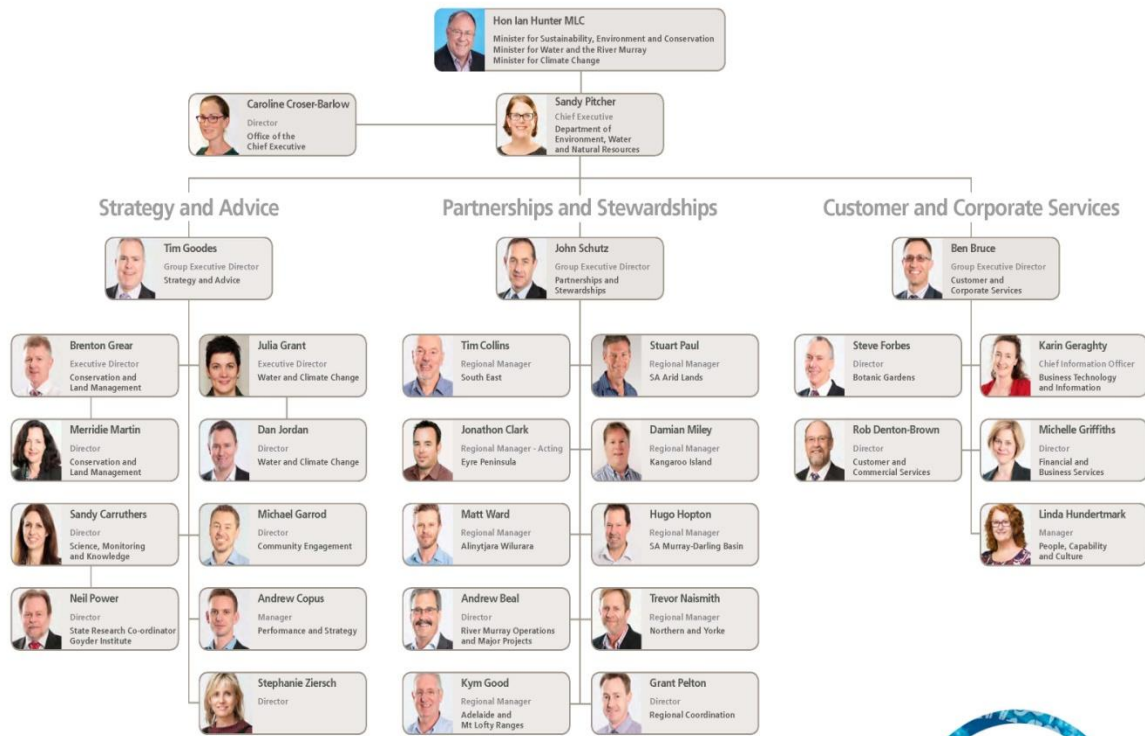 Hon Ian Hunter MLC
Minister for Sustainability, Environment and Conservation
Minister for Water and the River Murray
Minister for Climate Change
Caroline Croser-Barlow
Director
Office of the
Chief Executive
Sandy Pitcher
Chief Executive
Department of
Environment, Water
and Natural Resources
Strategy and Advice
Partnerships and Stewardships
Customer and Corporate Services
Tim Goodes
Group Executive Director
Strategy and Advice
John Schutz
Group Executive Director
Partnerships and
Stewardships
Ben Bruce
Group Executive Director
Customer and
Corporate Services
Brenton Grear
Executive Director
Conservation and
Land Management
Julia Grant
Executive Director
Water and Climate Change
Tim Collins
Regional Manager
South East
Stuart Paul
Regional Manager
SA Arid Lands
Steve Forbes
Director
Botanic Gardens
Karin Geraghty
Chief Information Officer
Business Technology
and Information
Merridie Martin
Director
Conservation and
Land Management
Dan Jordan
Director
Water and Climate Change
Jonathon Clark
Regional Manager - Acting
Eyre Peninsula
Damian Miley
Regional Manager
Kangaroo Island
Rob Denton-Brown
Director
Customer and
Commercial Services
Michelle Griffiths
Director
Financial and
Business Services
Sandy Carruthers
Director
Science, Monitoring
and Knowledge
Michael Garrod
Director
Community Engagement
Matt Ward
Regional Manager
Alinytjara Wilurara
Hugo Hopton
Regional Manager
SA Murray-Darling Basin
Linda Hundertmark
Manager
People, Capability
and Culture
Neil Power
Director
State Research Co-ordinator
Goyder Institute
Andrew Copus
Manager
Performance and Strategy
Andrew Beal
Director
River Murray Operations
and Major Projects
Trevor Naismith
Regional Manager
Northern and Yorke
Stephanie Ziersch
Director
Kym Good
Regional Manager
Adelaide and
Mt Lofty Ranges
Grant Pelton
Director
Regional Coordination